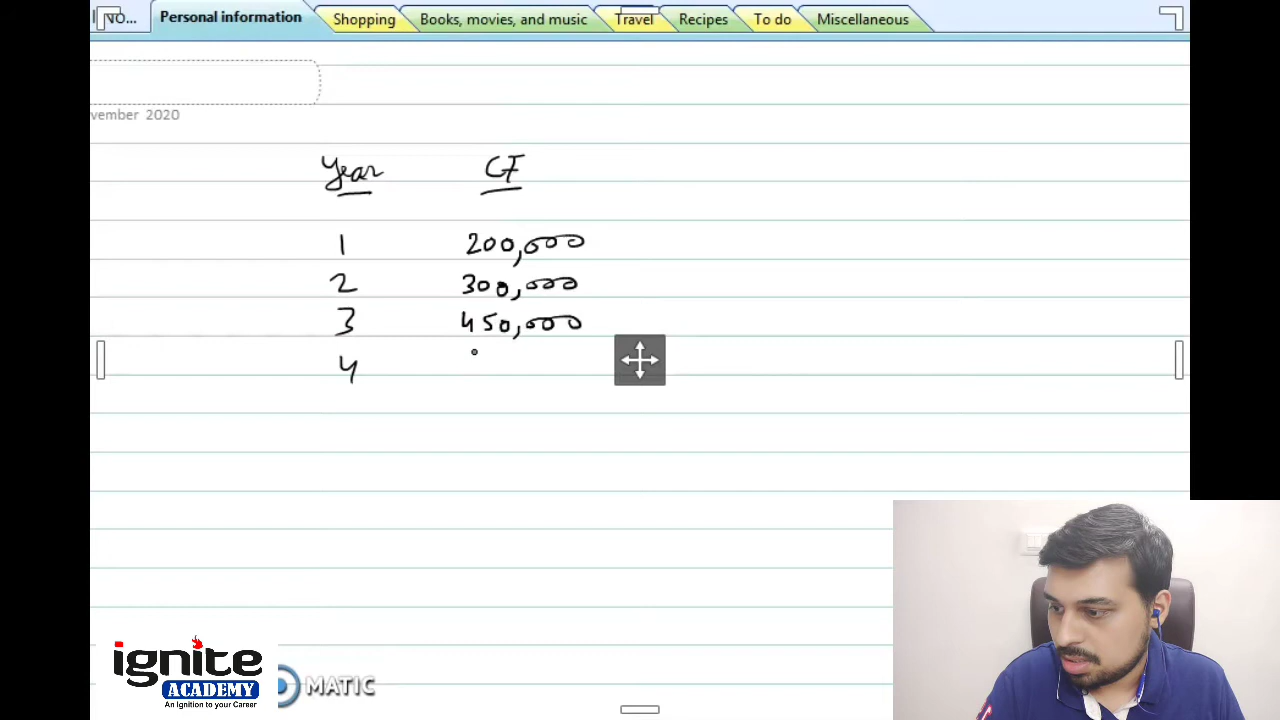 NO...
Personal information
Shopping
Books, movies, and music
Travel
Recipes
To do
Miscellaneous
vember 2020
Year CF
1 200,000
2 300,000
3 450,000
4
ignite
ACADEMY
An Ignition to your Career
MATIC